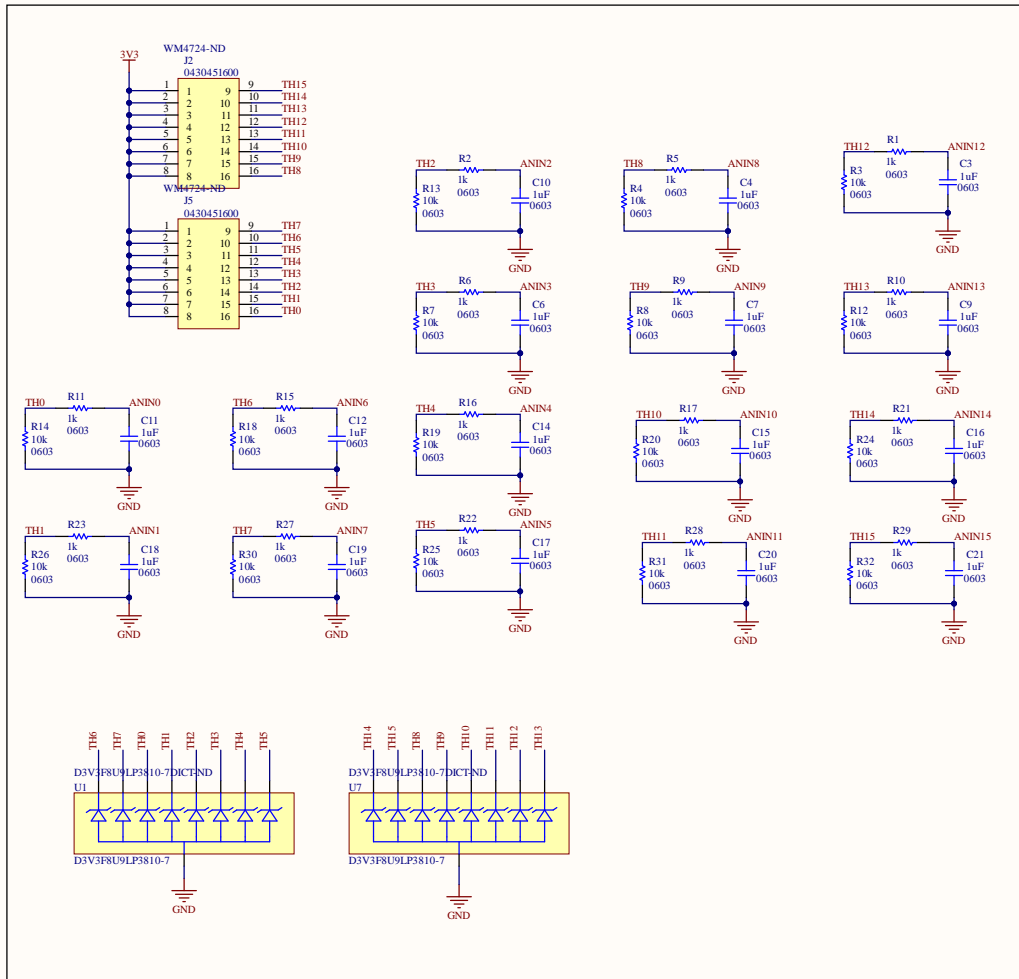 WM4724-ND
3V3
J2
0430451600
1 1 9 9 TH15
2 2 10 10 TH14
3 3 11 11 TH13
4 4 12 12 TH12
5 5 13 13 TH11
6 6 14 14 TH10
7 7 15 15 TH9
8 8 16 16 TH8
WM4724-ND
J5
0430451600
1 1 9 9 TH7
2 2 10 10 TH6
3 3 11 11 TH5
4 4 12 12 TH4
5 5 13 13 TH3
6 6 14 14 TH2
7 7 15 15 TH1
8 8 16 16 TH0
TH2 R2 ANIN2
1k
0603
R13
10k
0603
C10
1uF
0603
GND
TH8 R5 ANIN8
1k
0603
R4
10k
0603
C4
1uF
0603
GND
TH12 R1 ANIN12
1k
0603
R3
10k
0603
C3
1uF
0603
GND
TH3 R6 ANIN3
1k
0603
R7
10k
0603
C6
1uF
0603
GND
TH9 R9 ANIN9
1k
0603
R8
10k
0603
C7
1uF
0603
GND
TH13 R10 ANIN13
1k
0603
R12
10k
0603
C9
1uF
0603
GND
TH0 R11 ANIN0
1k
0603
R14
10k
0603
C11
1uF
0603
GND
TH6 R15 ANIN6
1k
0603
R18
10k
0603
C12
1uF
0603
GND
TH4 R16 ANIN4
1k
0603
R19
10k
0603
C14
1uF
0603
GND
TH10 R17 ANIN10
1k
0603
R20
10k
0603
C15
1uF
0603
GND
TH14 R21 ANIN14
1k
0603
R24
10k
0603
C16
1uF
0603
GND
TH1 R23 ANIN1
1k
0603
R26
10k
0603
C18
1uF
0603
GND
TH7 R27 ANIN7
1k
0603
R30
10k
0603
C19
1uF
0603
GND
TH5 R22 ANIN5
1k
0603
R25
10k
0603
C17
1uF
0603
GND
TH11 R28 ANIN11
1k
0603
R31
10k
0603
C20
1uF
0603
GND
TH15 R29 ANIN15
1k
0603
R32
10k
0603
C21
1uF
0603
GND
TH6 TH7 TH0 TH1 TH2 TH3 TH4 TH5
D3V3F8U9LP3810-7DICT-ND
U1
D3V3F8U9LP3810-7
GND
TH14 TH15 TH8 TH9 TH10 TH11 TH12 TH13
D3V3F8U9LP3810-7DICT-ND
U7
D3V3F8U9LP3810-7
GND